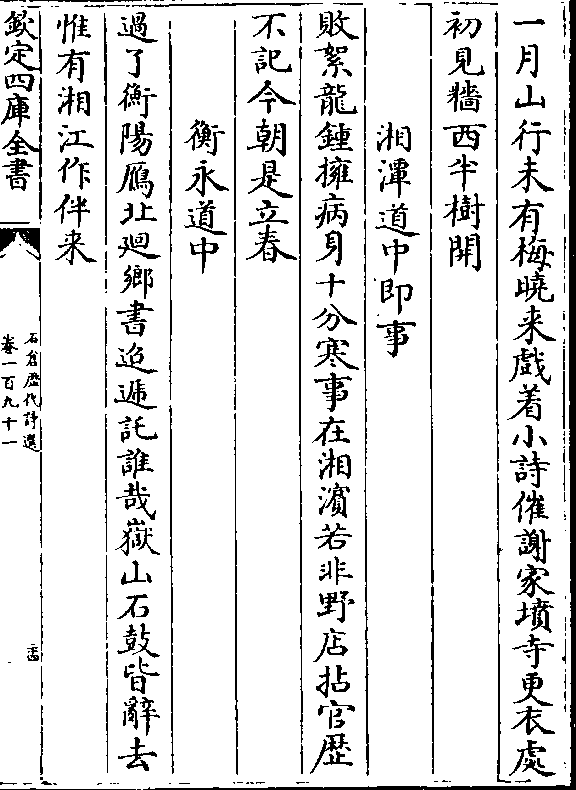 一月山行未有梅曉来戲着小詩催謝家墳寺更衣處
初見牆西半樹開
湘潭道中即事
敗絮龍鍾擁病身十分寒事在湘濵若非野店拈官歴
不記今朝是立春
衡永道中
過了衡陽鴈北廻鄉書迢遞託誰哉嶽山石鼓皆辭去
惟有湘江作伴来
欽定四庫全書
石倉歴代詩選
卷一百九十一